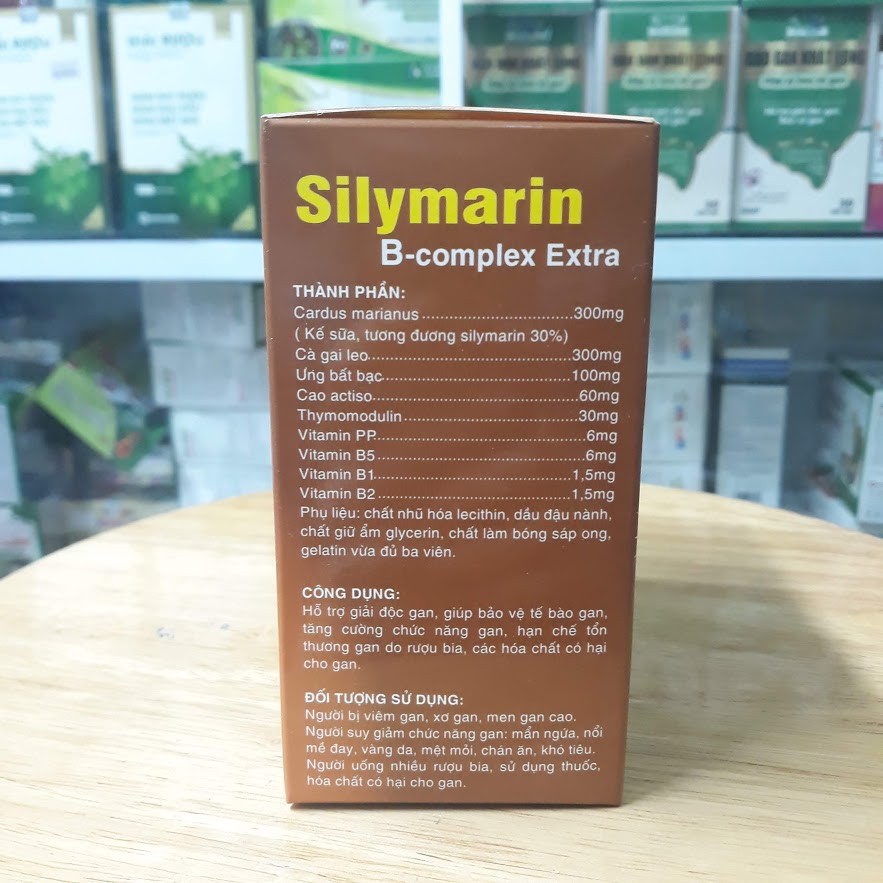 Silymarin
B-complex Extra
THÀNH PHẦN:
Cardus marianus.............................300mg
( Kế sữa, tương đương silymarin 30%)
Cà gai leo.......................................300mg
Ưng bất bạc....................................100mg
Cao actiso.......................................60mg
Thymomodulin..................................30mg
Vitamin PP........................................6mg
Vitamin B5........................................6mg
Vitamin B1.....................................1,5mg
Vitamin B2.....................................1,5mg
Phụ liệu: chất nhũ hóa lecithin, dầu đậu nành,
chất giữ ẩm glycerin, chất làm bóng sáp ong,
gelatin vừa đủ ba viên.
CÔNG DỤNG:
Hỗ trợ giải độc gan, giúp bảo vệ tế bào gan,
tăng cường chức năng gan, hạn chế tổn
thương gan do rượu bia, các hóa chất có hại
cho gan.
ĐỐI TƯỢNG SỬ DỤNG:
Người bị viêm gan, xơ gan, men gan cao.
Người suy giảm chức năng gan: mẩn ngứa, nổi
mề đay, vàng da, mệt mỏi, chán ăn, khó tiêu.
Người uống nhiều rượu bia, sử dụng thuốc,
hóa chất có hại cho gan.